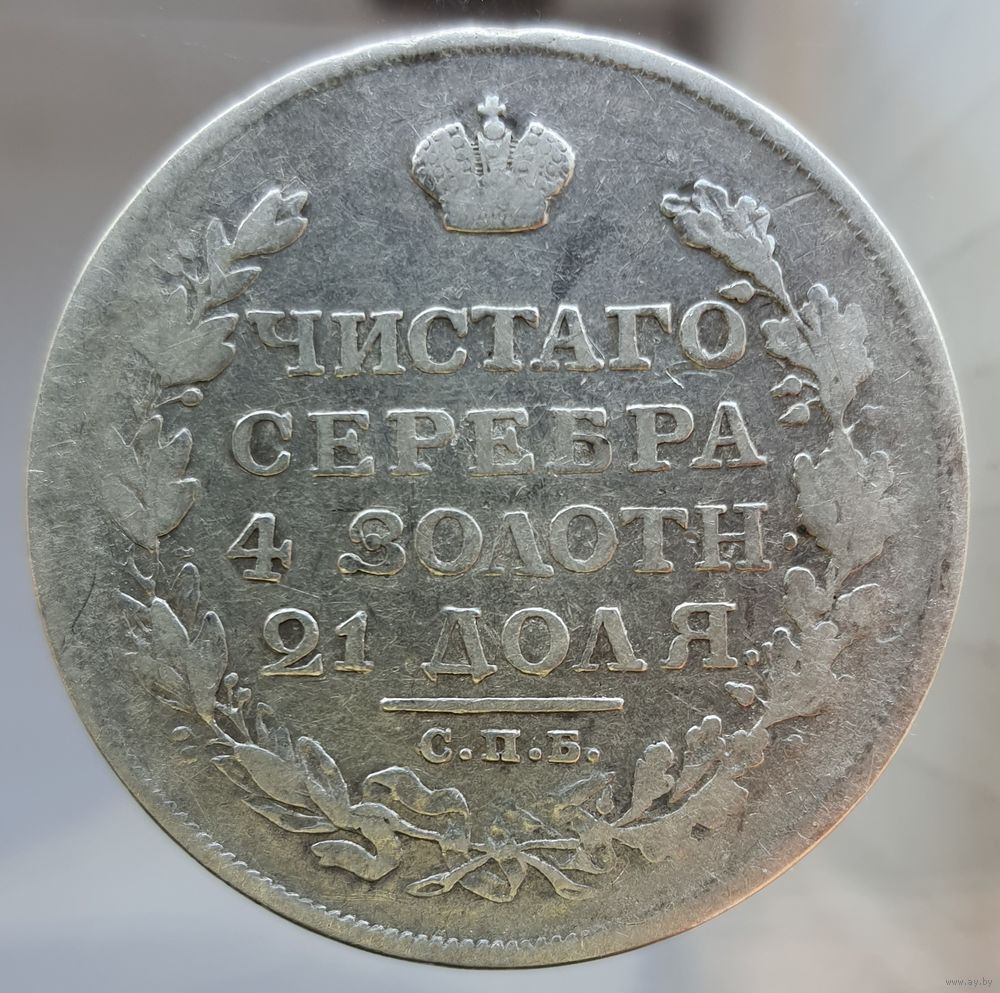 ЧИСТАГО
СЕРЕБРА
4 ЗОЛОТН.
21 ДОЛЯ.
С.П.Б.
www.ay.by